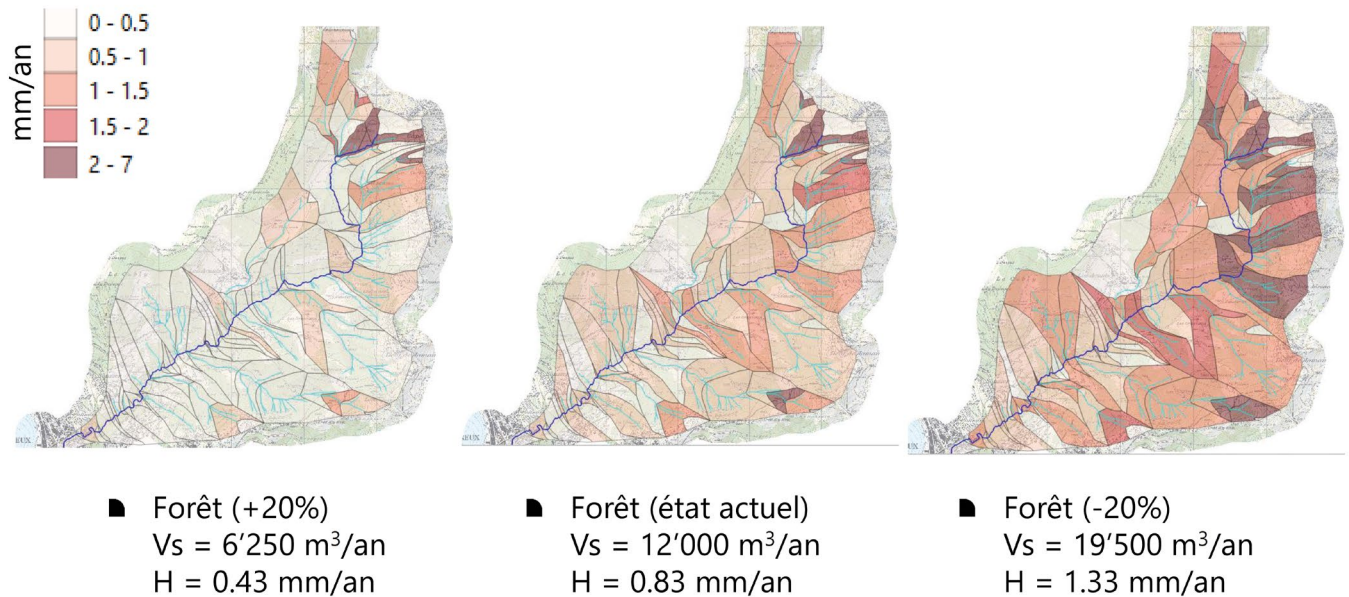 mm/an
0 - 0.5
0.5 - 1
1 - 1.5
1.5 - 2
2 - 7
Forêt (+20%)
Vs = 6’250 m³/an
H = 0.43 mm/an
Forêt (état actuel)
Vs = 12’000 m³/an
H = 0.83 mm/an
Forêt (-20%)
Vs = 19’500 m³/an
H = 1.33 mm/an